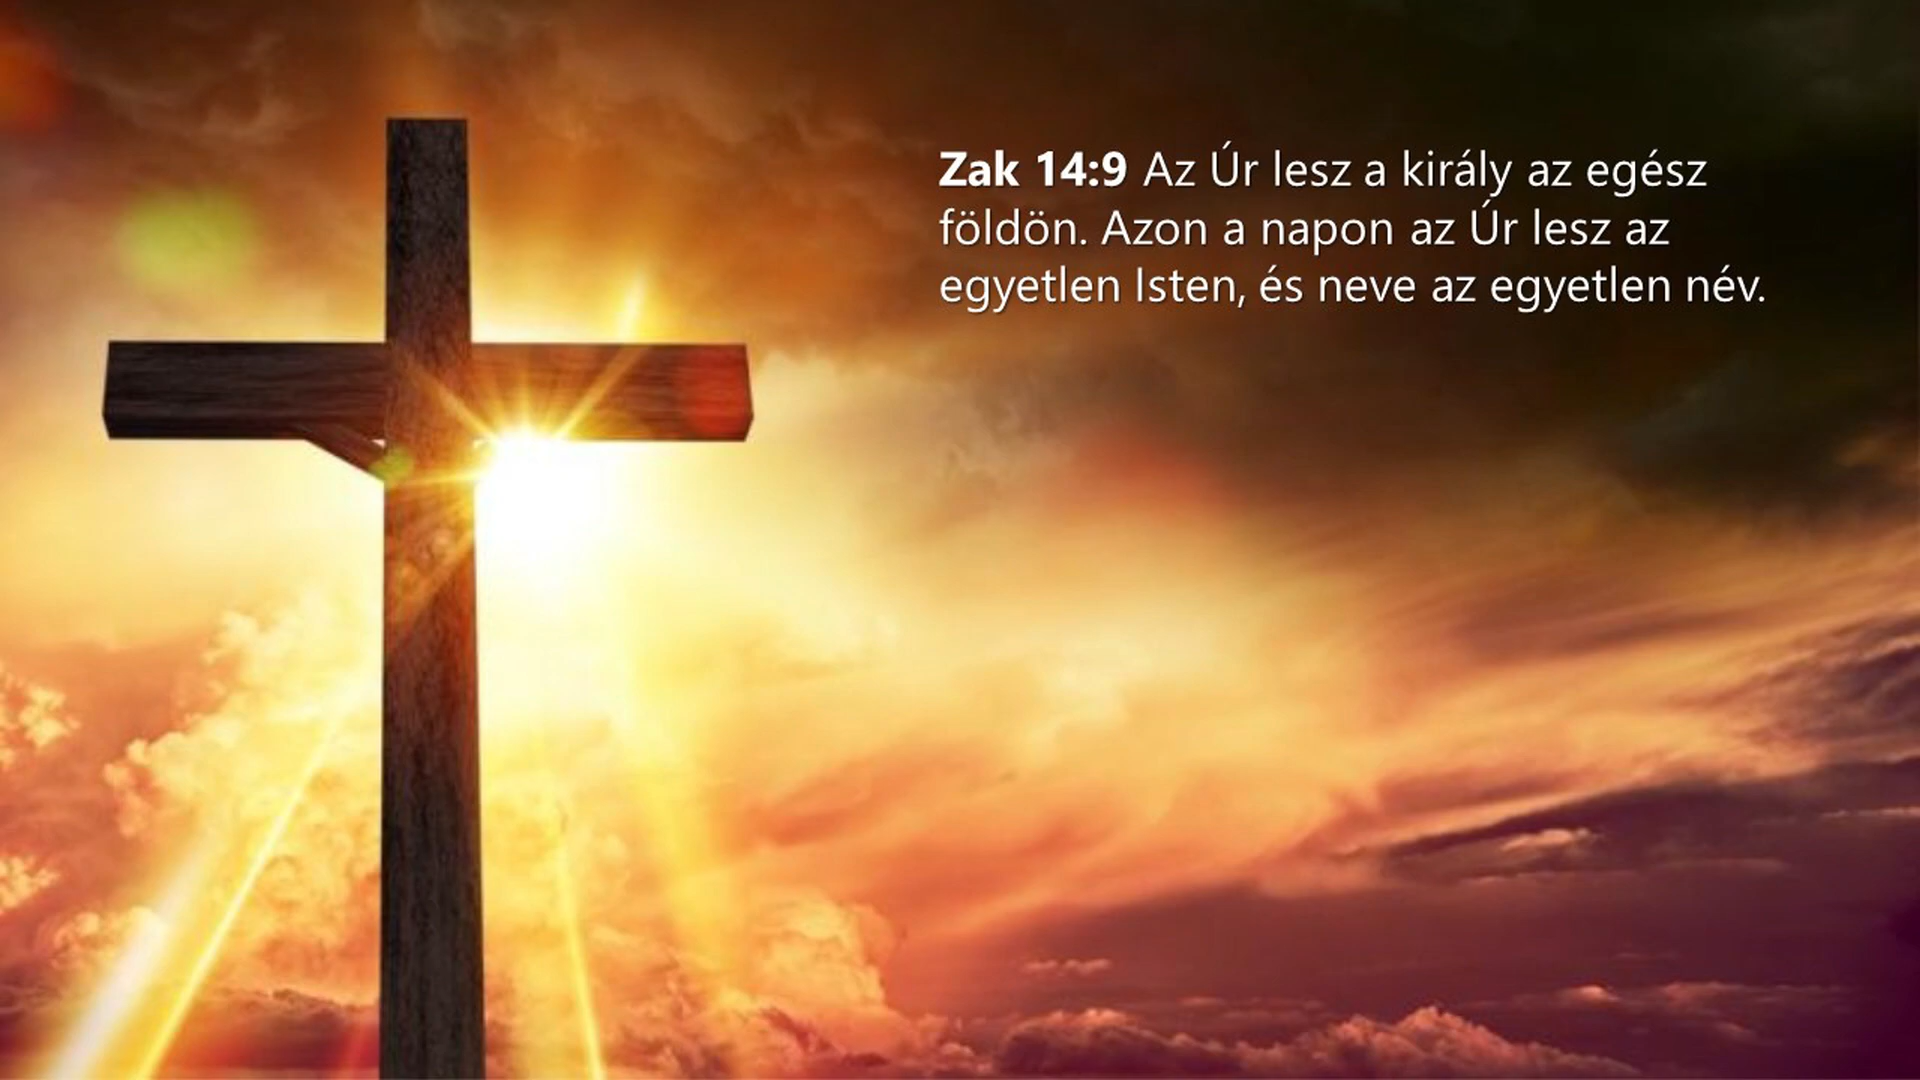 Zak 14:9 Az Úr lesz a király az egész
földön. Azon a napon az Úr lesz az
egyetlen Isten, és neve az egyetlen név.